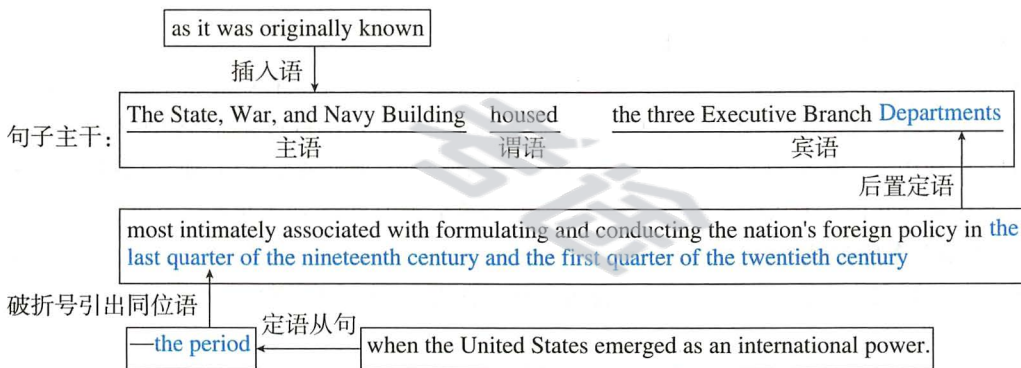 as it was originally known
插入语
句子主干：
The State, War, and Navy Building housed the three Executive Branch Departments
主语 谓语 宾语
后置定语
most intimately associated with formulating and conducting the nation's foreign policy in the
last quarter of the nineteenth century and the first quarter of the twentieth century
破折号引出同位语
定语从句
—the period
when the United States emerged as an international power.